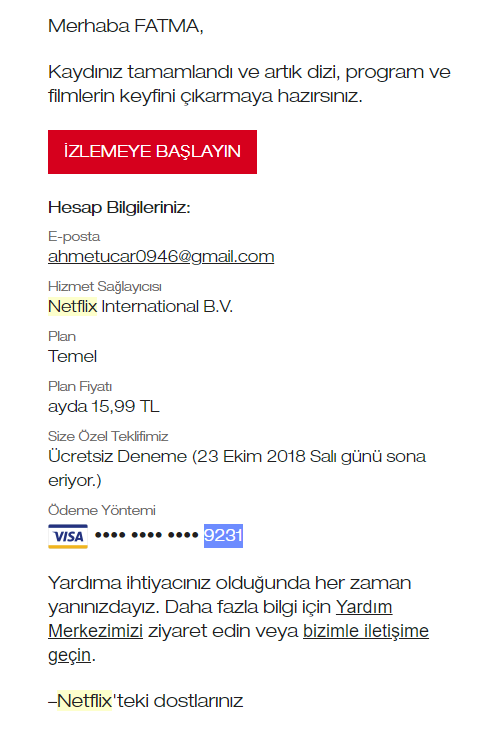 Merhaba FATMA,
Kaydınız tamamlandı ve artık dizi, program ve
filmlerin keyfini çıkarmaya hazırsınız.
İZLEMEYE BAŞLAYIN
Hesap Bilgileriniz:
E-posta
ahmetucar0946@gmail.com
Hizmet Sağlayıcısı
Netflix International B.V.
Plan
Temel
Plan Fiyatı
ayda 15,99 TL
Size Özel Teklifimiz
Ücretsiz Deneme (23 Ekim 2018 Salı günü sona
eriyor.)
Ödeme Yöntemi
VISA •••• •••• •••• 9231
Yardıma ihtiyacınız olduğunda her zaman
yanınızdayız. Daha fazla bilgi için Yardım
Merkezimizi ziyaret edin veya bizimle iletişime
geçin.
–Netflix'teki dostlarınız